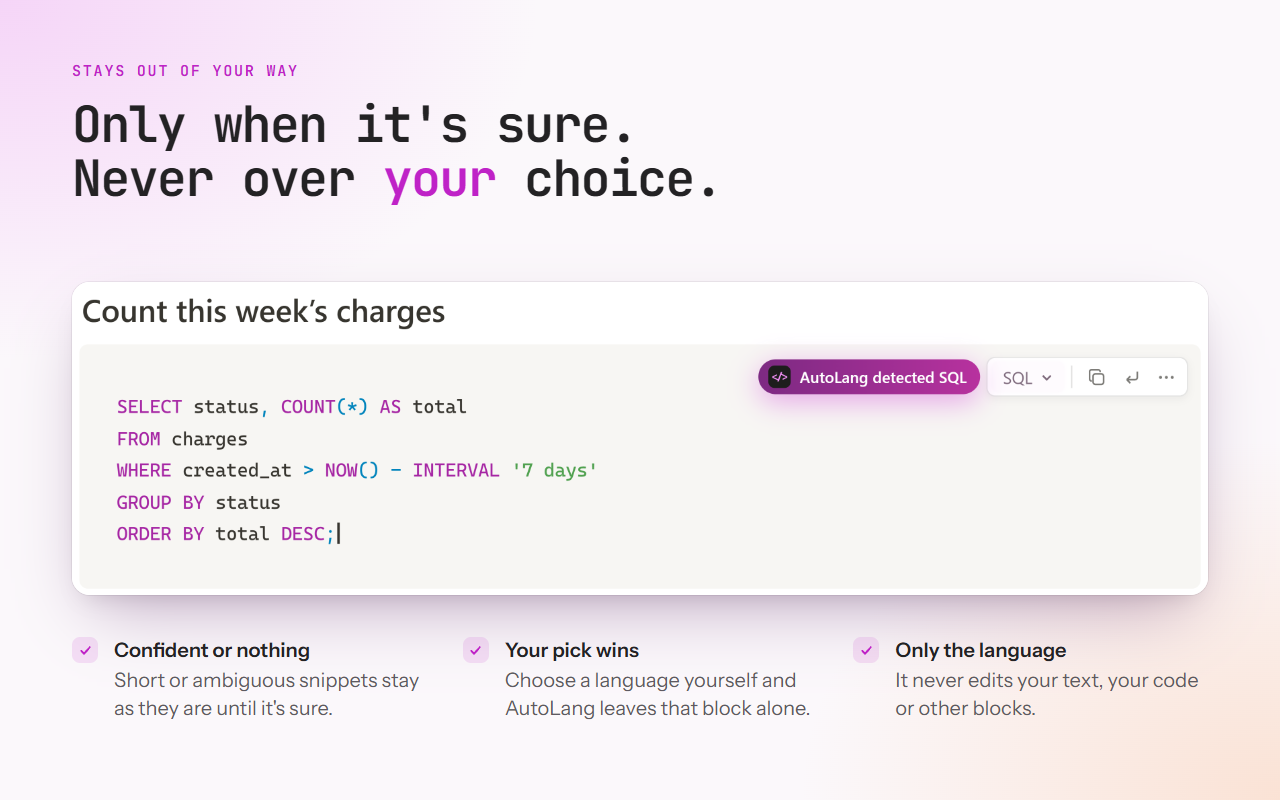 STAYS OUT OF YOUR WAY
Only when it's sure.
Never over your choice.
Count this week’s charges
</> AutoLang detected SQL
SQL
SELECT status, COUNT(*) AS total
FROM charges
WHERE created_at > NOW() - INTERVAL '7 days'
GROUP BY status
ORDER BY total DESC;
Confident or nothing
Short or ambiguous snippets stay
as they are until it's sure.
Your pick wins
Choose a language yourself and
AutoLang leaves that block alone.
Only the language
It never edits your text, your code
or other blocks.